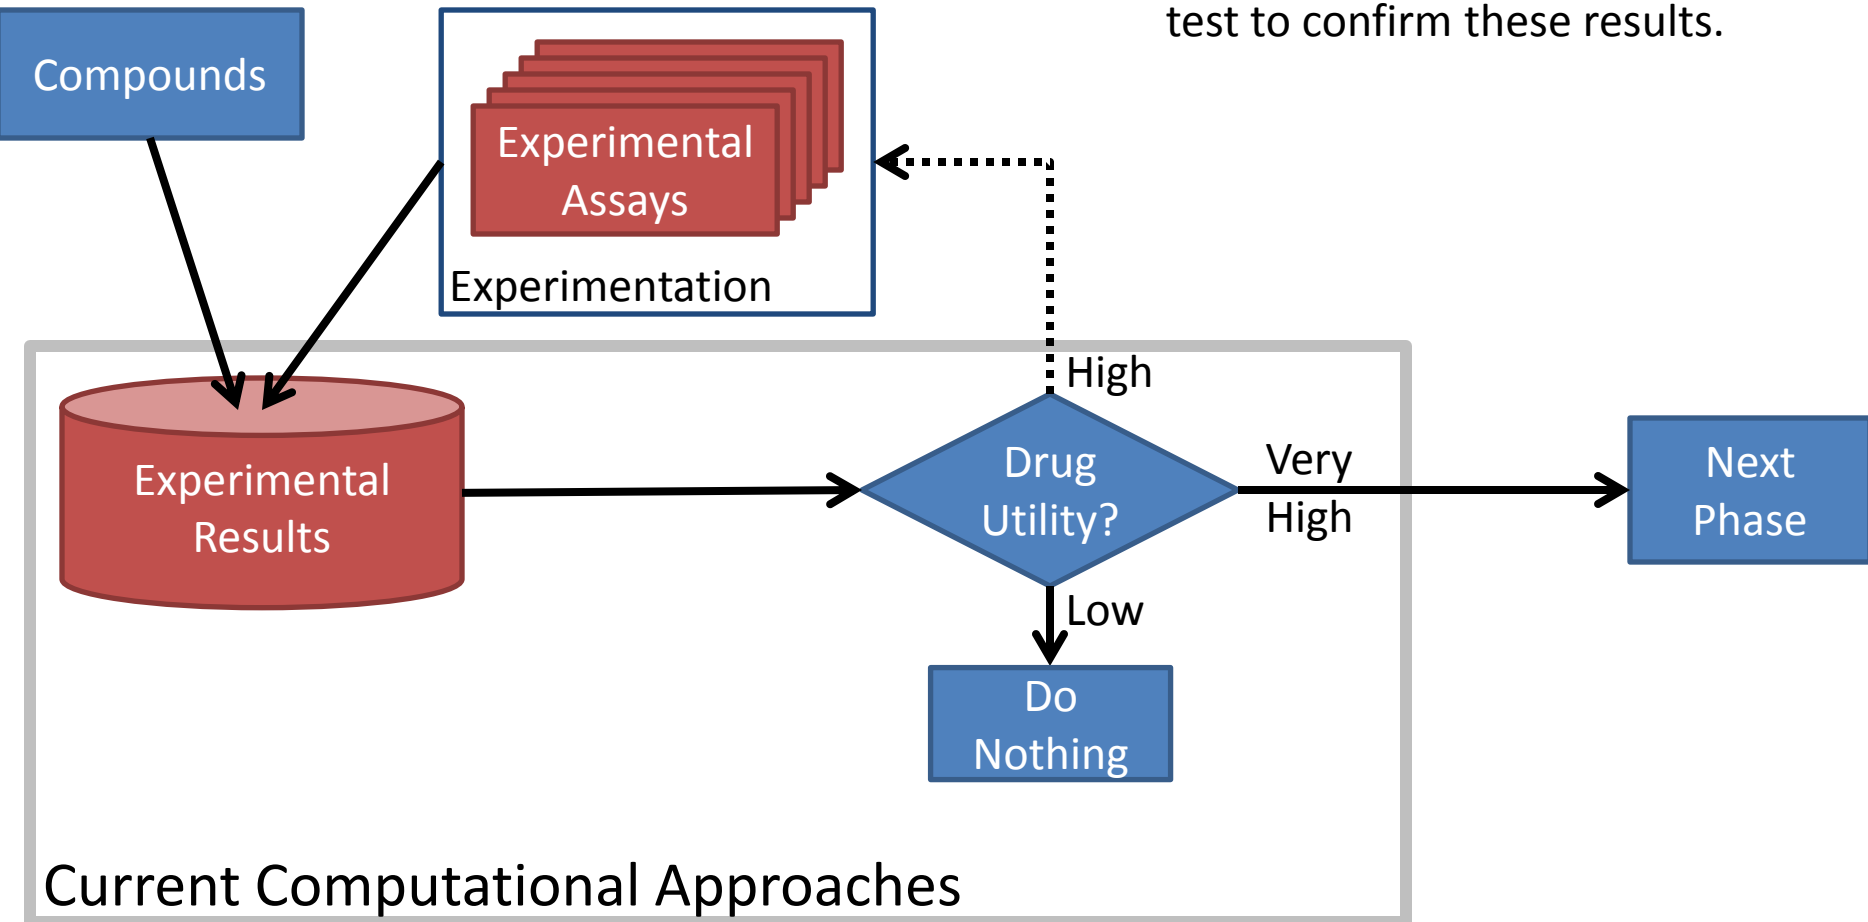 test to confirm these results.
Compounds
Experimental
Assays
Experimentation
High
Experimental
Results
Drug
Utility?
Very
High
Next
Phase
Low
Do
Nothing
Current Computational Approaches